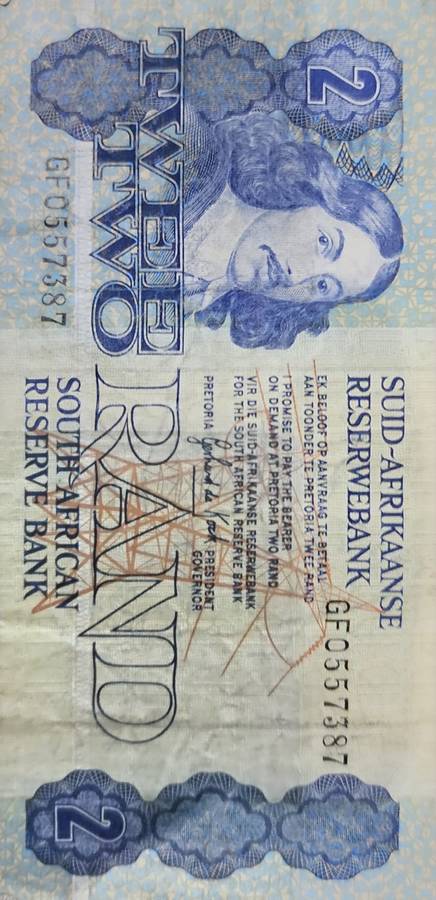 2
TWEE
TWO
RAND
GF0557387
SUID-AFRIKAANSE
RESERWEBANK
GF0557387
EK BELOOF OP AANVRAAG TE BETAAL
AAN TOONDER TE PRETORIA TWEE RAND
I PROMISE TO PAY THE BEARER
ON DEMAND AT PRETORIA TWO RAND
VIR DIE SUID-AFRIKAANSE RESERWEBANK
FOR THE SOUTH AFRICAN RESERVE BANK
PRETORIA
PRESIDENT
GOVERNOR
SOUTH AFRICAN
RESERVE BANK
2